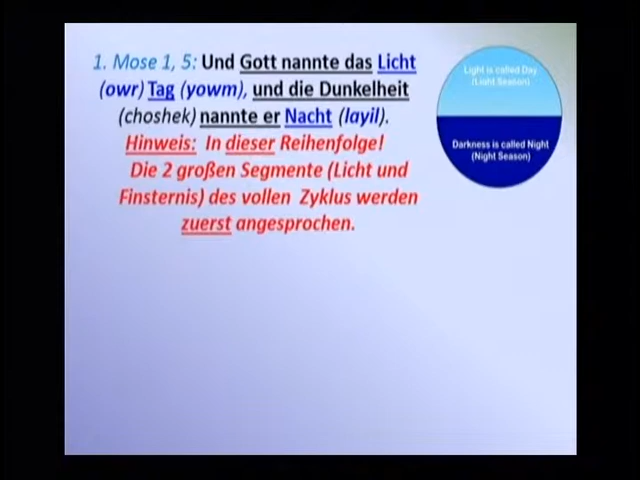 1. Mose 1, 5: Und Gott nannte das Licht
(owr) Tag (yowm), und die Dunkelheit
(choshek) nannte er Nacht (layil).
Hinweis: In dieser Reihenfolge!
Die 2 großen Segmente (Licht und
Finsternis) des vollen Zyklus werden
zuerst angesprochen.
Light is called Day
(Light Season)
Darkness is called Night
(Night Season)